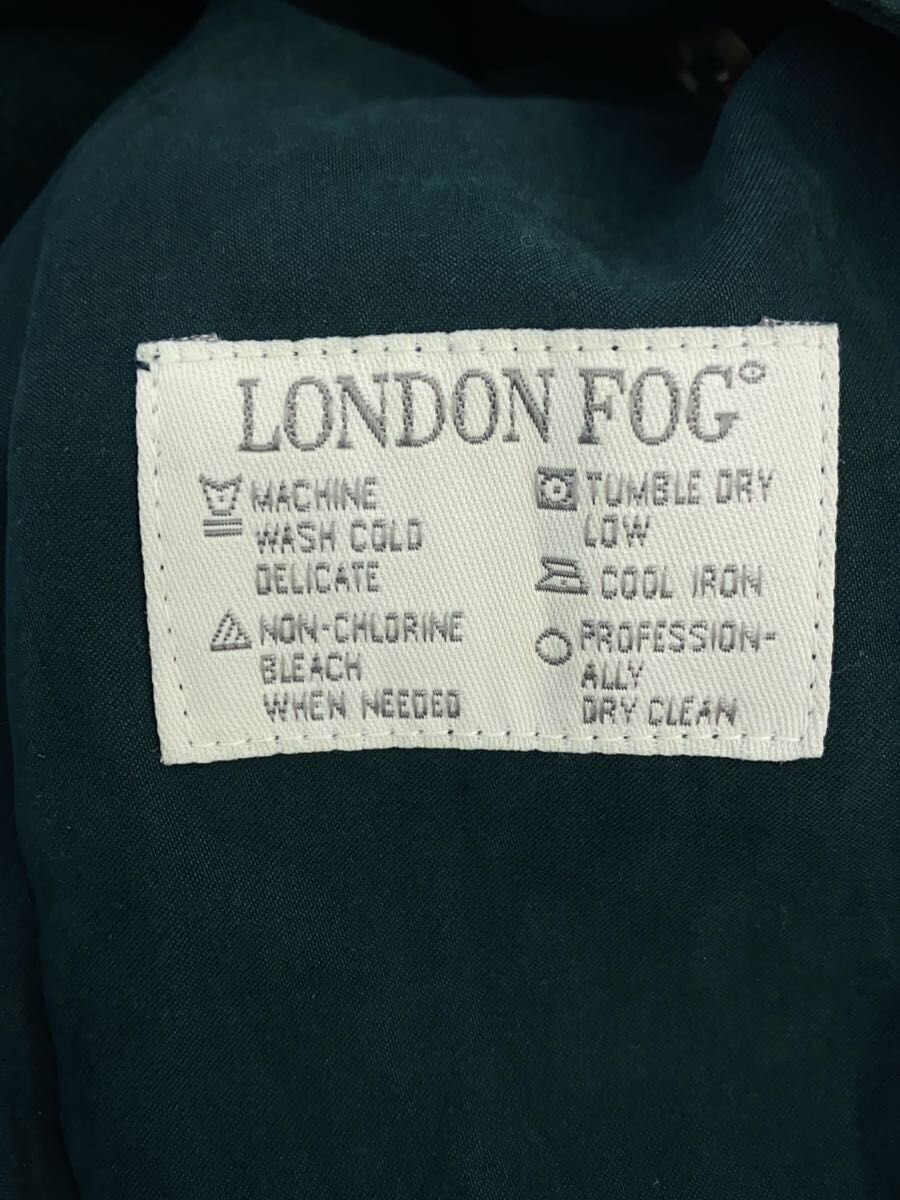 LONDON FOG
MACHINE
WASH COLD
DELICATE
NON-CHLORINE
BLEACH
WHEN NEEDED
TUMBLE DRY
LOW
COOL IRON
PROFESSION-
ALLY
DRY CLEAN